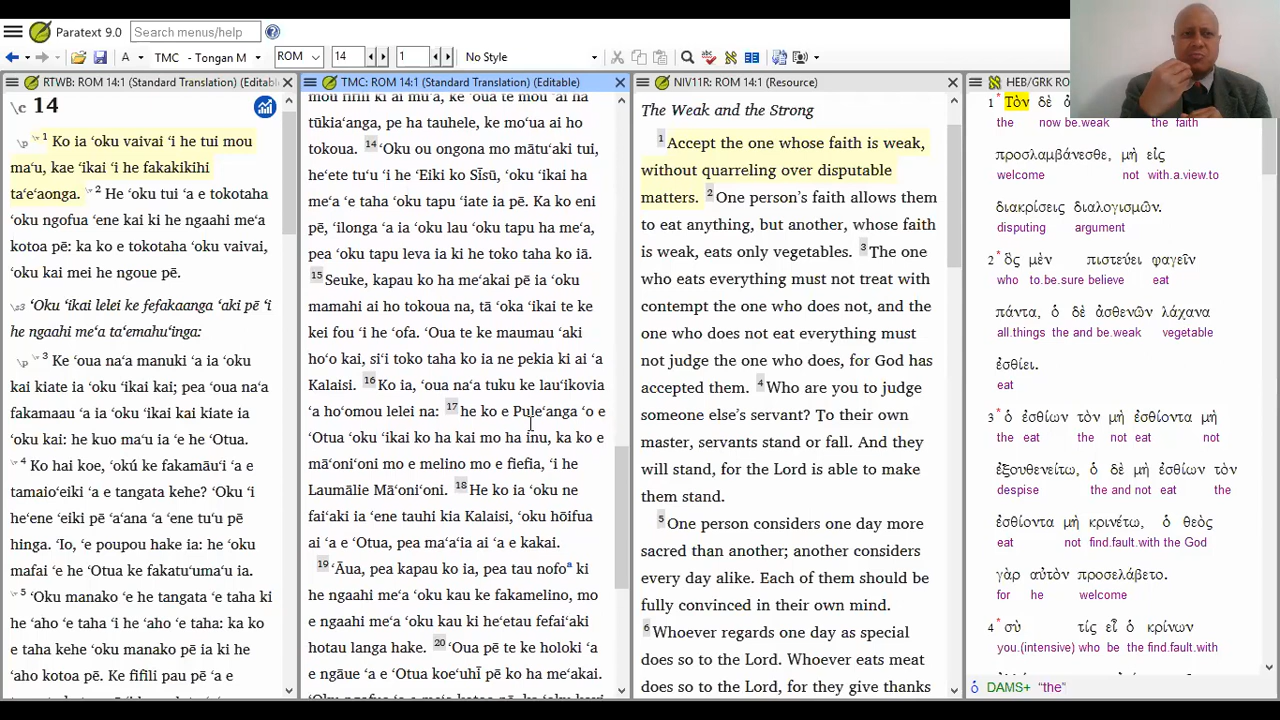 Paratext 9.0
Search menus/help
TMC - Tongan M
ROM
14
1
No Style
RTWB: ROM 14:1 (Standard Translation) (Editabl
\c 14
\p 1 Ko ia ʻoku vaivai ʻi he tui mou
maʻu, kae ʻikai ʻi he fakakikihi
taʻeʻaonga. \v 2 He ʻoku tui ʻa e tokotaha
ʻoku ngofua ʻene kai ki he ngaahi meʻa
kotoa pē: ka ko e tokotaha ʻoku vaivai,
ʻoku kai mei he ngoue pē.
\s3 ʻOku ʻikai lelei ke fefakaanga ʻaki pē ʻi
he ngaahi meʻa taʻemahuʻinga:
\p 3 Ke ʻoua naʻa manuki ʻa ia ʻoku
kai kiate ia ʻoku ʻikai kai; pea ʻoua naʻa
fakamaau ʻa ia ʻoku ʻikai kai kiate ia
ʻoku kai: he kuo maʻu ia ʻe he ʻOtua.
4 Ko hai koe, ʻokú ke fakamāuʻi ʻa e
tamaioʻeiki ʻa e tangata kehe? ʻOku ʻi
heʻene ʻeiki pē ʻaʻana ʻa ʻene tuʻu pē
hinga. ʻIo, ʻe poupou hake ia: he ʻoku
mafai ʻe he ʻOtua ke fakatuʻumaʻu ia.
5 ʻOku manako ʻe he tangata ʻe taha ki
he ʻaho ʻe taha ʻi he ʻaho ʻe taha: ka ko
ʻe taha kehe ʻoku manako pē ʻi he
ʻaho kotoa pē. Ke fifili pau pē ʻa e
TMC: ROM 14:1 (Standard Translation) (Editable)
mou fifili ki ai muʻa, ke ʻoua te mou ai ha
tūkiaʻanga, pe ha tauhele, ke moʻua ai ho
tokoua. 14 ʻOku ou ongona mo mātuʻaki tui,
heʻete tuʻu ʻi he ʻEiki ko Sīsū, ʻoku ʻikai ha
meʻa ʻe taha ʻoku tapu ʻiate ia pē. Ka ko eni
pē, ʻilonga ʻa ia ʻoku lau ʻoku tapu ha meʻa,
pea ʻoku tapu leva ia ki he toko taha ko iā.
15 Seuke, kapau ko ha meʻakai pē ia ʻoku
mamahi ai ho tokoua na, tā ʻoka ʻikai te ke
kei fou ʻi he ʻofa. ʻOua te ke maumau ʻaki
hoʻo kai, siʻi toko taha ko ia ne pekia ki ai ʻa
Kalaisi. 16 Ko ia, ʻoua naʻa tuku ke lauʻikovia
ʻa hoʻomou lelei na: 17 he ko e Puleʻanga ʻo e
ʻOtua ʻoku ʻikai ko ha kai mo ha inu, ka ko e
māʻoniʻoni mo e melino mo e fiefia, ʻi he
Laumālie Māʻoniʻoni. 18 He ko ia ʻoku ne
faiʻaki ia ʻene tauhi kia Kalaisi, ʻoku hōifua
ai ʻa e ʻOtua, pea maʻaʻia ai ʻa e kakai.
19 ʻĀua, pea kapau ko ia, pea tau nofoa ki
he ngaahi meʻa ʻoku kau ke fakamelino, mo
e ngaahi meʻa ʻoku kau ki heʻetau fefaiʻaki
hotau langa hake. 20 ʻOua pē te ke holoki ʻa
e ngāue ʻa e ʻOtua koeʻuhī pē ko ha meʻakai.
NIV11R: ROM 14:1 (Resource)
The Weak and the Strong
1 Accept the one whose faith is weak,
without quarreling over disputable
matters. 2 One person’s faith allows them
to eat anything, but another, whose faith
is weak, eats only vegetables. 3 The one
who eats everything must not treat with
contempt the one who does not, and the
one who does not eat everything must
not judge the one who does, for God has
accepted them. 4 Who are you to judge
someone else’s servant? To their own
master, servants stand or fall. And they
will stand, for the Lord is able to make
them stand.
5 One person considers one day more
sacred than another; another considers
every day alike. Each of them should be
fully convinced in their own mind.
6 Whoever regards one day as special
does so to the Lord. Whoever eats meat
does so to the Lord, for they give thanks
HEB/GRK RO
1 Τὸν δὲ
the now be.weak the faith
προσλαμβάνεσθε, μὴ εἰς
welcome not with.a.view.to
διακρίσεις διαλογισμῶν.
disputing argument
2 ὃς μὲν πιστεύει φαγεῖν
who to.be.sure believe eat
πάντα, ὁ δὲ ἀσθενῶν λάχανα
all.things the and be.weak vegetable
ἐσθίει.
eat
3 ὁ ἐσθίων τὸν μὴ ἐσθίοντα μὴ
the eat the not eat not
ἐξουθενείτω, ὁ δὲ μὴ ἐσθίων τὸν
despise the and not eat the
ἐσθίοντα μὴ κρινέτω, ὁ θεὸς
eat not find.fault.with the God
γὰρ αὐτὸν προσελάβετο.
for he welcome
4 σὺ τίς εἶ ὁ κρίνων
you.(intensive) who be the find.fault.with
ὁ DAMS+ “the”